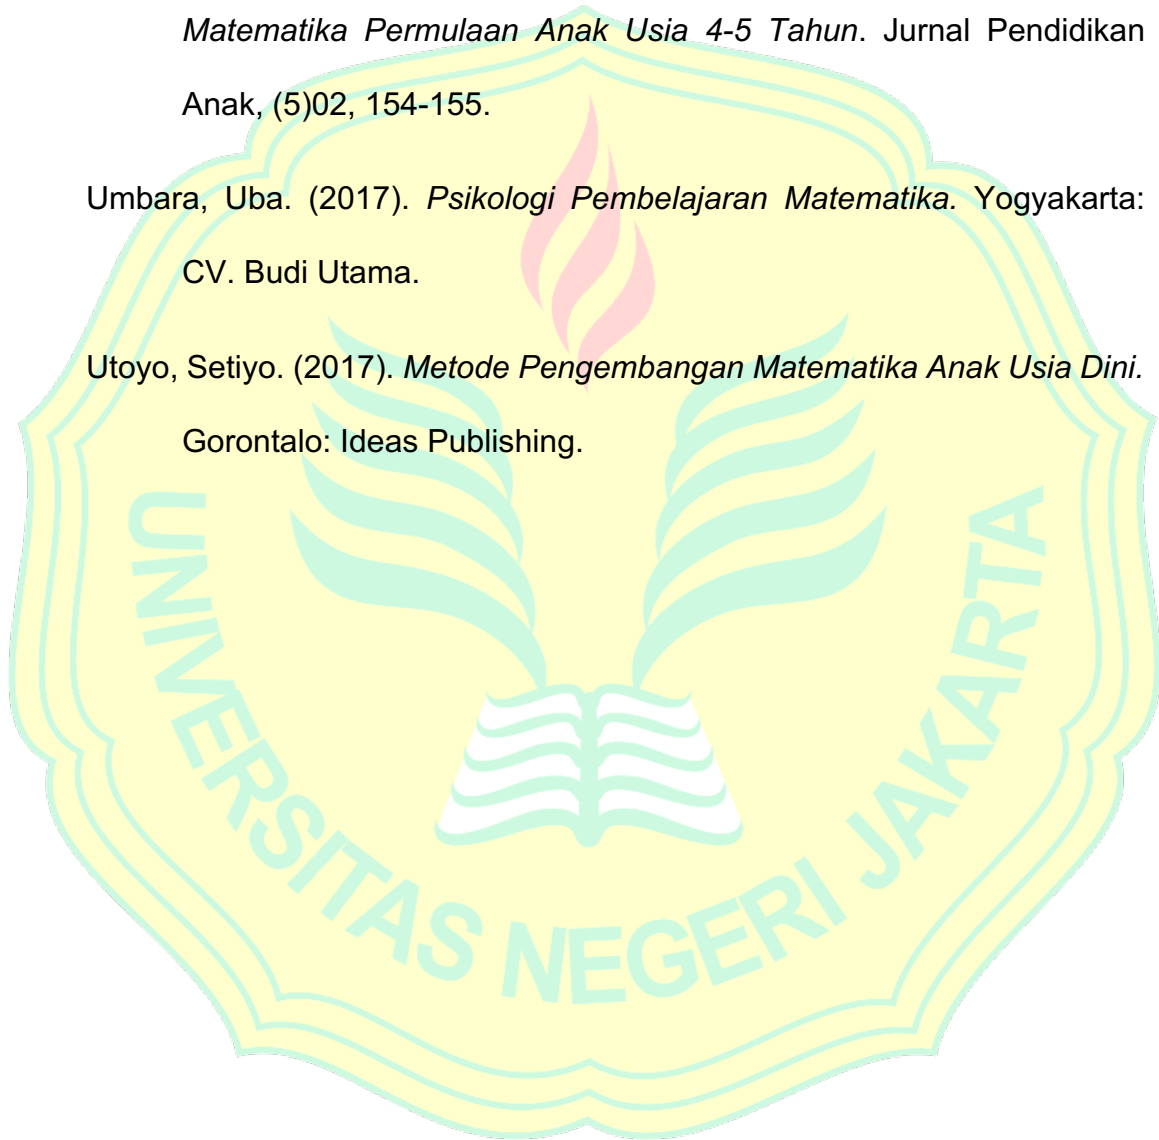 Matematika Permulaan Anak Usia 4-5 Tahun. Jurnal Pendidikan
Anak, (5)02, 154-155.
Umbara, Uba. (2017). Psikologi Pembelajaran Matematika. Yogyakarta:
CV. Budi Utama.
Utoyo, Setiyo. (2017). Metode Pengembangan Matematika Anak Usia Dini.
Gorontalo: Ideas Publishing.
UNIVERSITAS NEGERI JAKARTA